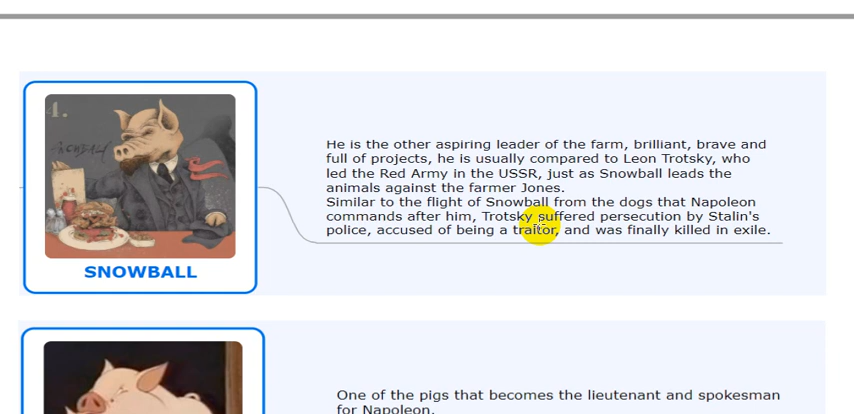 4.
He is the other aspiring leader of the farm, brilliant, brave and
full of projects, he is usually compared to Leon Trotsky, who
led the Red Army in the USSR, just as Snowball leads the
animals against the farmer Jones.
Similar to the flight of Snowball from the dogs that Napoleon
commands after him, Trotsky suffered persecution by Stalin's
police, accused of being a traitor, and was finally killed in exile.
SNOWBALL
One of the pigs that becomes the lieutenant and spokesman
for Napoleon.